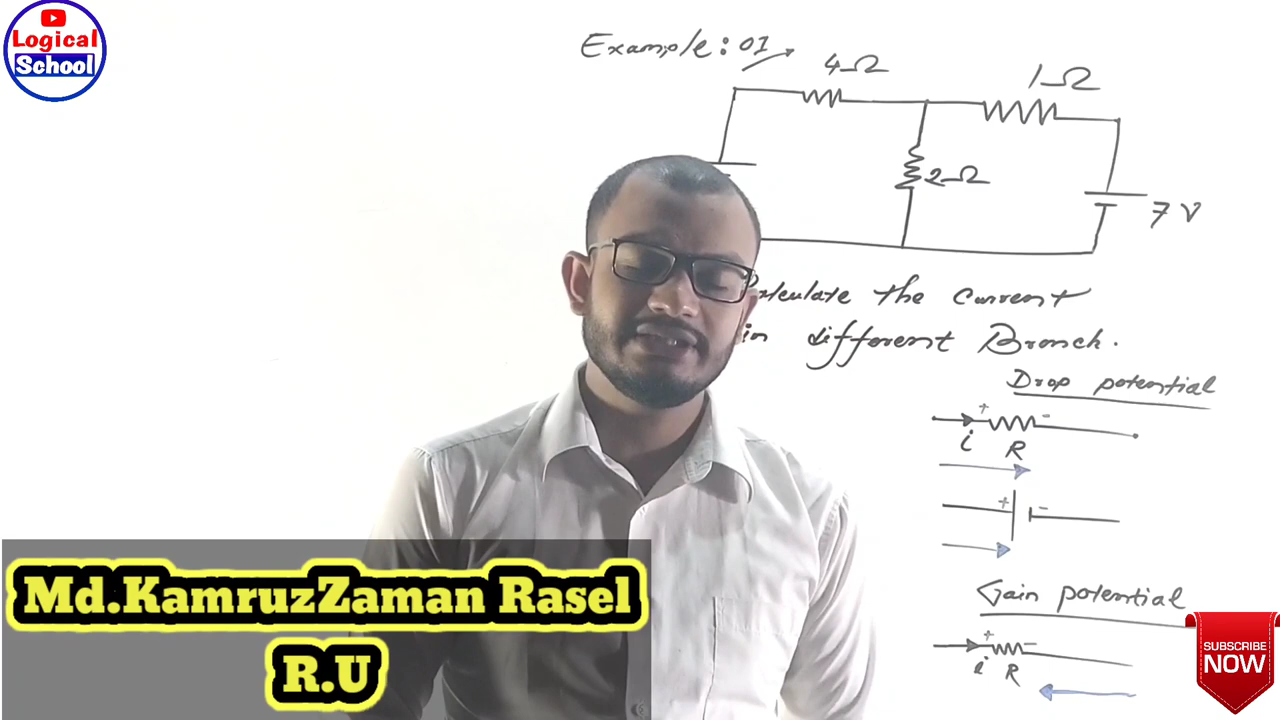 Logical
School
Example: 01
4Ω
1Ω
2Ω
7V
Calculate the Current
in different Branch.
Drop potential
+ -
i R
+ -
Gain potential
+ -
i R
Md.KamruzZaman Rasel
R.U
SUBSCRIBE
NOW